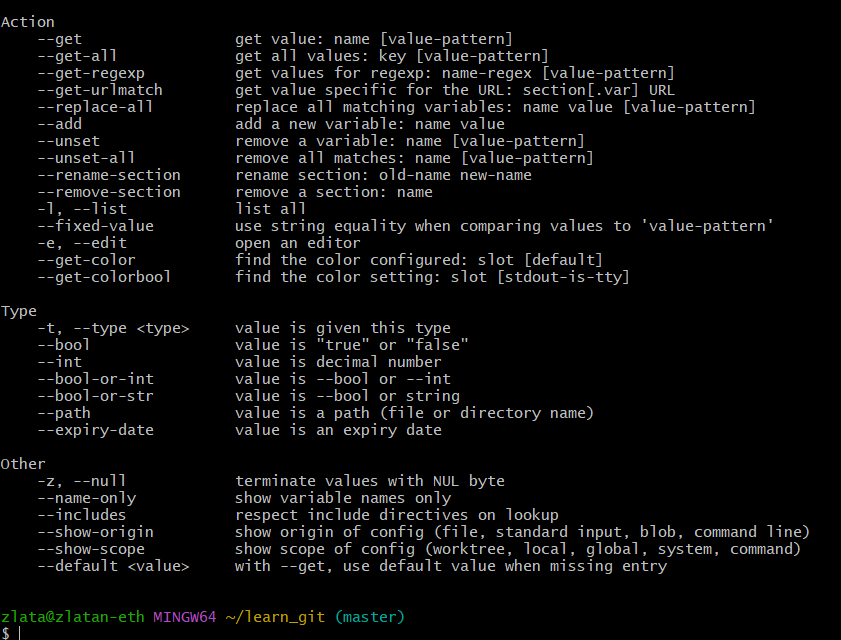 Action
    --get                 get value: name [value-pattern]
    --get-all             get all values: key [value-pattern]
    --get-regexp          get values for regexp: name-regex [value-pattern]
    --get-urlmatch        get value specific for the URL: section[.var] URL
    --replace-all         replace all matching variables: name value [value-pattern]
    --add                 add a new variable: name value
    --unset               remove a variable: name [value-pattern]
    --unset-all           remove all matches: name [value-pattern]
    --rename-section      rename section: old-name new-name
    --remove-section      remove a section: name
    -l, --list            list all
    --fixed-value         use string equality when comparing values to 'value-pattern'
    -e, --edit            open an editor
    --get-color           find the color configured: slot [default]
    --get-colorbool       find the color setting: slot [stdout-is-tty]

Type
    -t, --type <type>     value is given this type
    --bool                value is "true" or "false"
    --int                 value is decimal number
    --bool-or-int         value is --bool or --int
    --bool-or-str         value is --bool or string
    --path                value is a path (file or directory name)
    --expiry-date         value is an expiry date

Other
    -z, --null            terminate values with NUL byte
    --name-only           show variable names only
    --includes            respect include directives on lookup
    --show-origin         show origin of config (file, standard input, blob, command line)
    --show-scope          show scope of config (worktree, local, global, system, command)
    --default <value>     with --get, use default value when missing entry

zlata@zlatan-eth MINGW64 ~/learn_git (master)
$